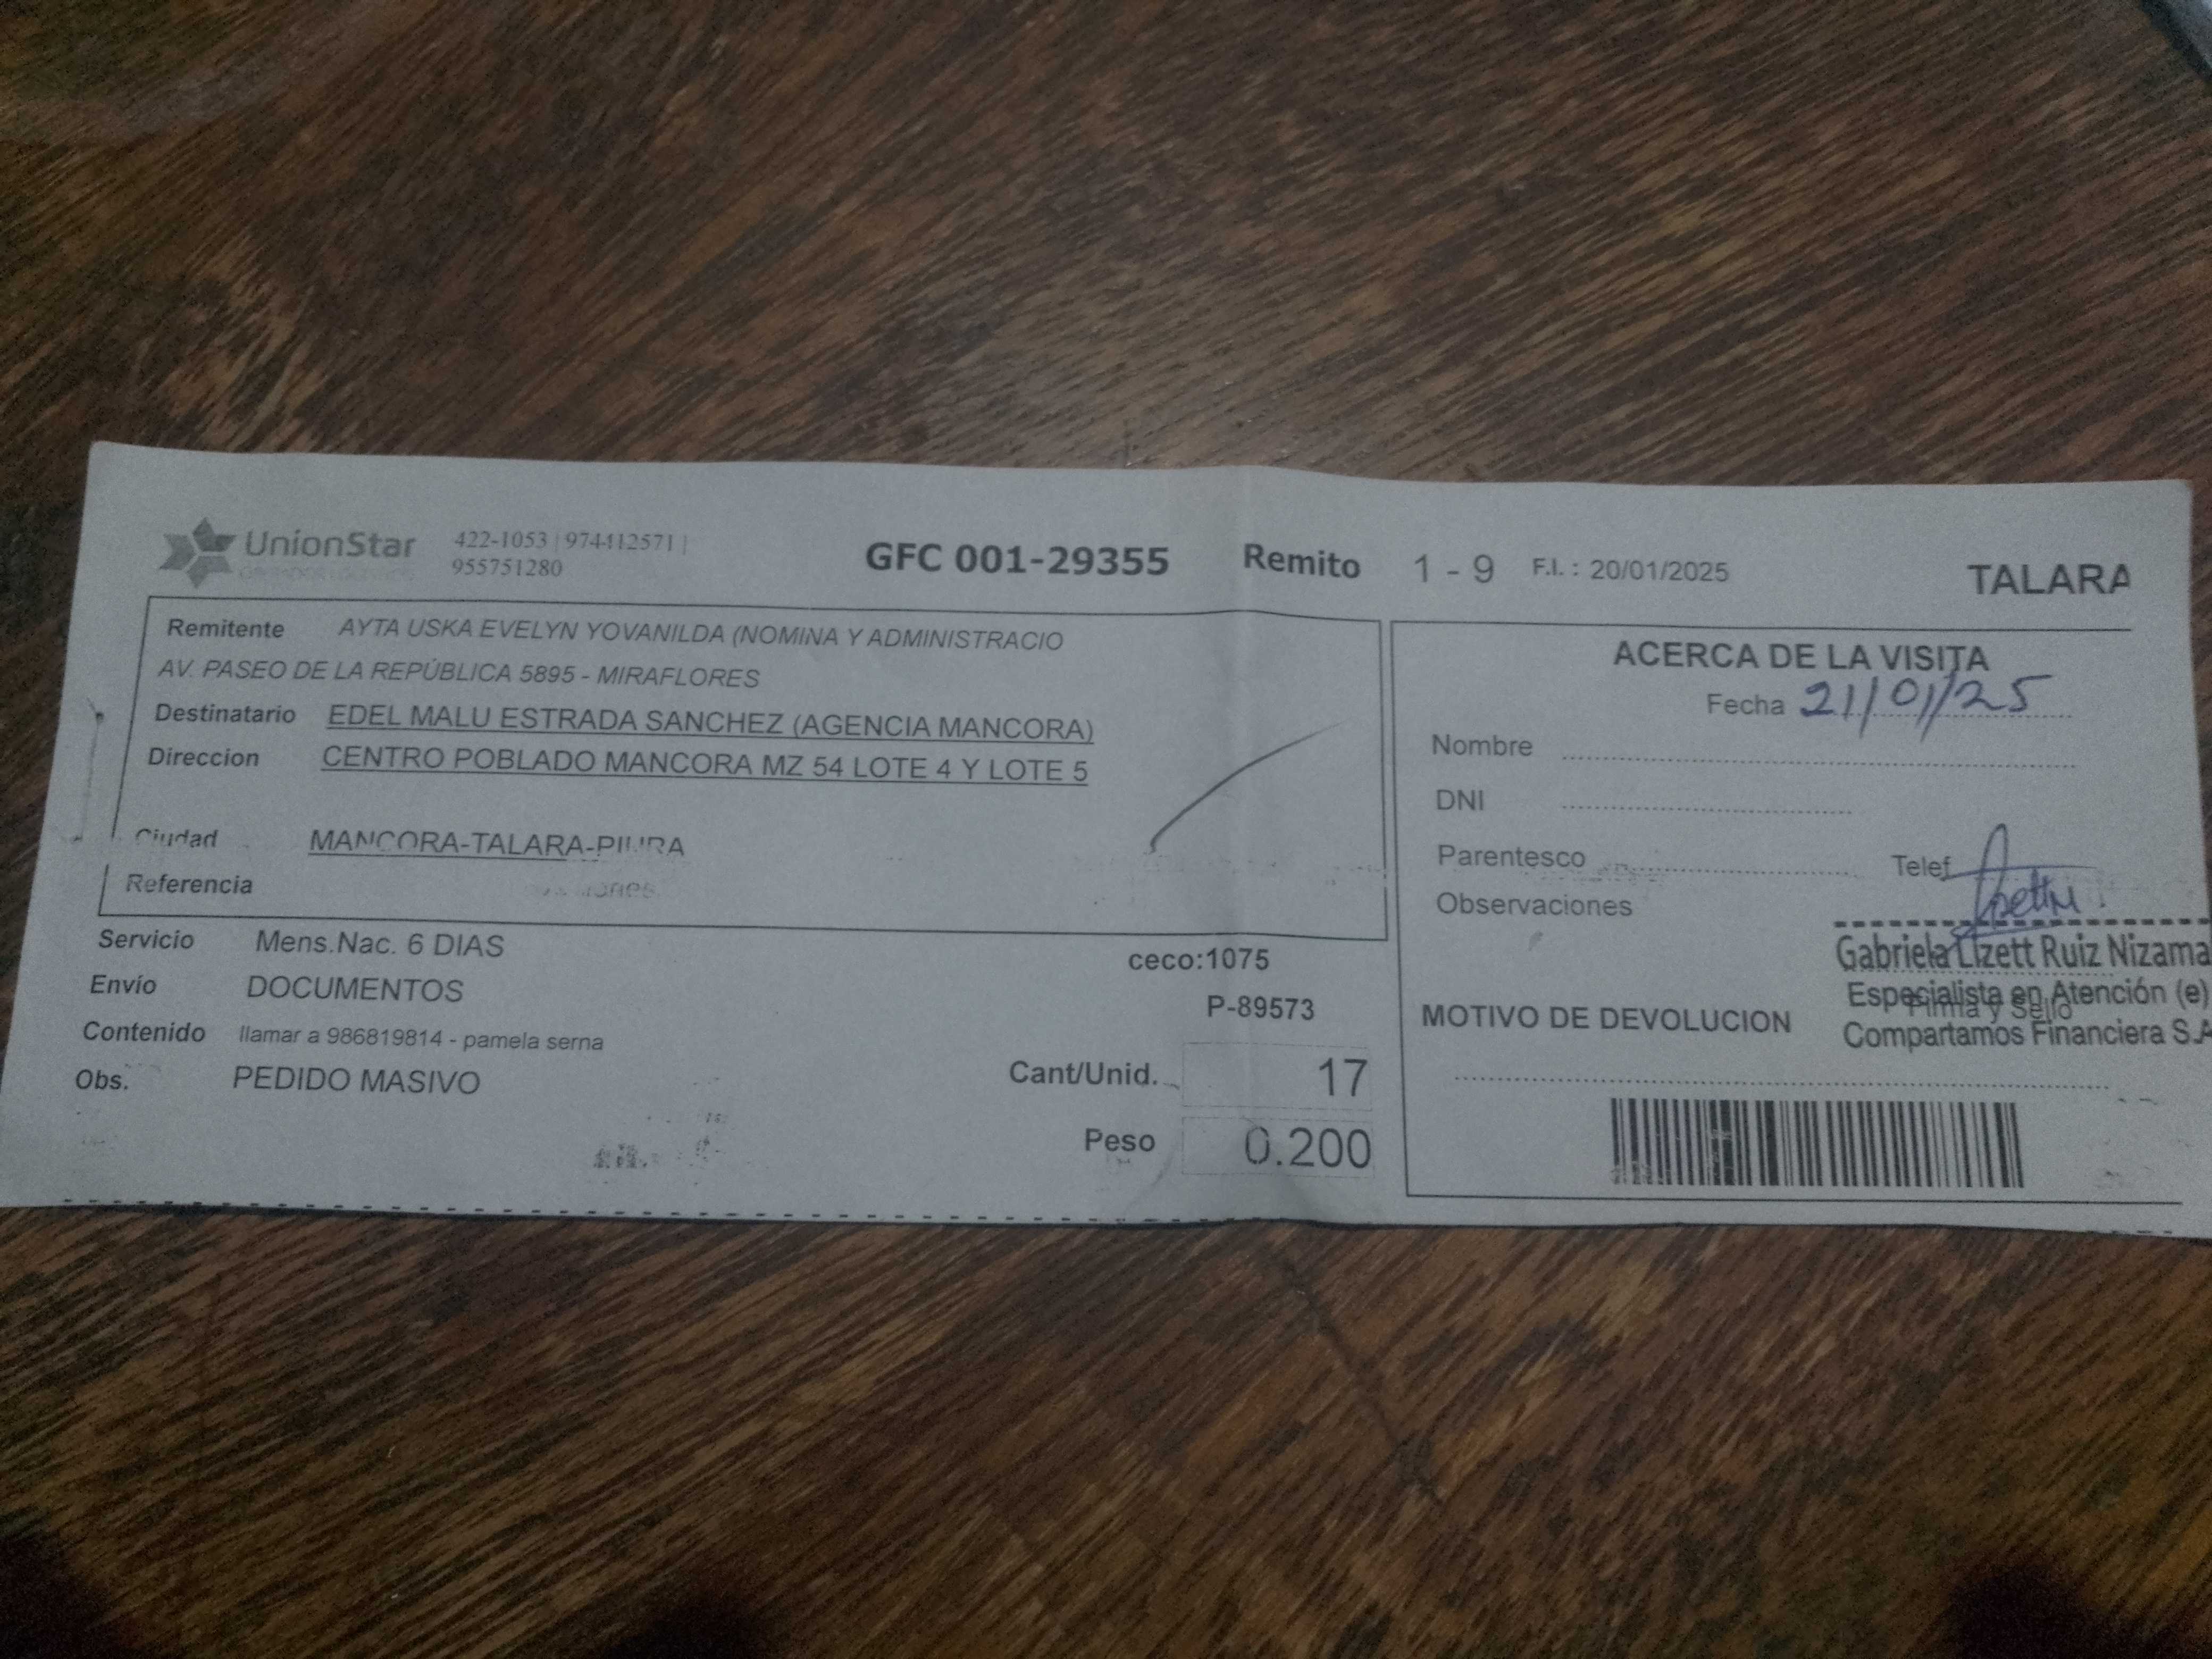 UnionStar
422-1053 | 974412571 |
955751280
GFC 001-29355 Remito 1 - 9 F.I. : 20/01/2025 TALARA
Remitente AYTA USKA EVELYN YOVANILDA (NOMINA Y ADMINISTRACIO
AV. PASEO DE LA REPÚBLICA 5895 - MIRAFLORES
Destinatario EDEL MALU ESTRADA SANCHEZ (AGENCIA MANCORA)
Direccion CENTRO POBLADO MANCORA MZ 54 LOTE 4 Y LOTE 5
Ciudad MANCORA-TALARA-PIURA
Referencia
Servicio Mens.Nac. 6 DIAS
ceco:1075
Envío DOCUMENTOS
P-89573
Contenido llamar a 986819814 - pamela serna
Obs. PEDIDO MASIVO
Cant/Unid. 17
Peso 0.200
ACERCA DE LA VISITA
Fecha 21/01/25
Nombre
DNI
Parentesco Telef
Observaciones
Gabriela Lizett Ruiz Nizama
Especialista en Atención (e)
Firma y Sello
Compartamos Financiera S.A
MOTIVO DE DEVOLUCION